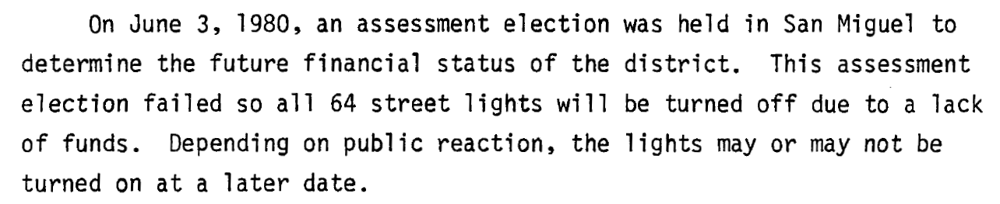 On June 3, 1980, an assessment election was held in San Miguel to
determine the future financial status of the district.  This assessment
election failed so all 64 street lights will be turned off due to a lack
of funds.  Depending on public reaction, the lights may or may not be
turned on at a later date.